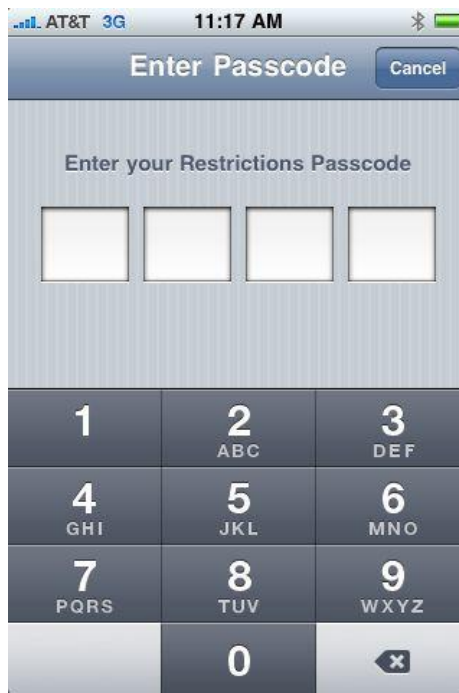 AT&T 3G 11:17 AM
Enter Passcode Cancel
Enter your Restrictions Passcode
1 2 3
ABC DEF
4 5 6
GHI JKL MNO
7 8 9
PQRS TUV WXYZ
0